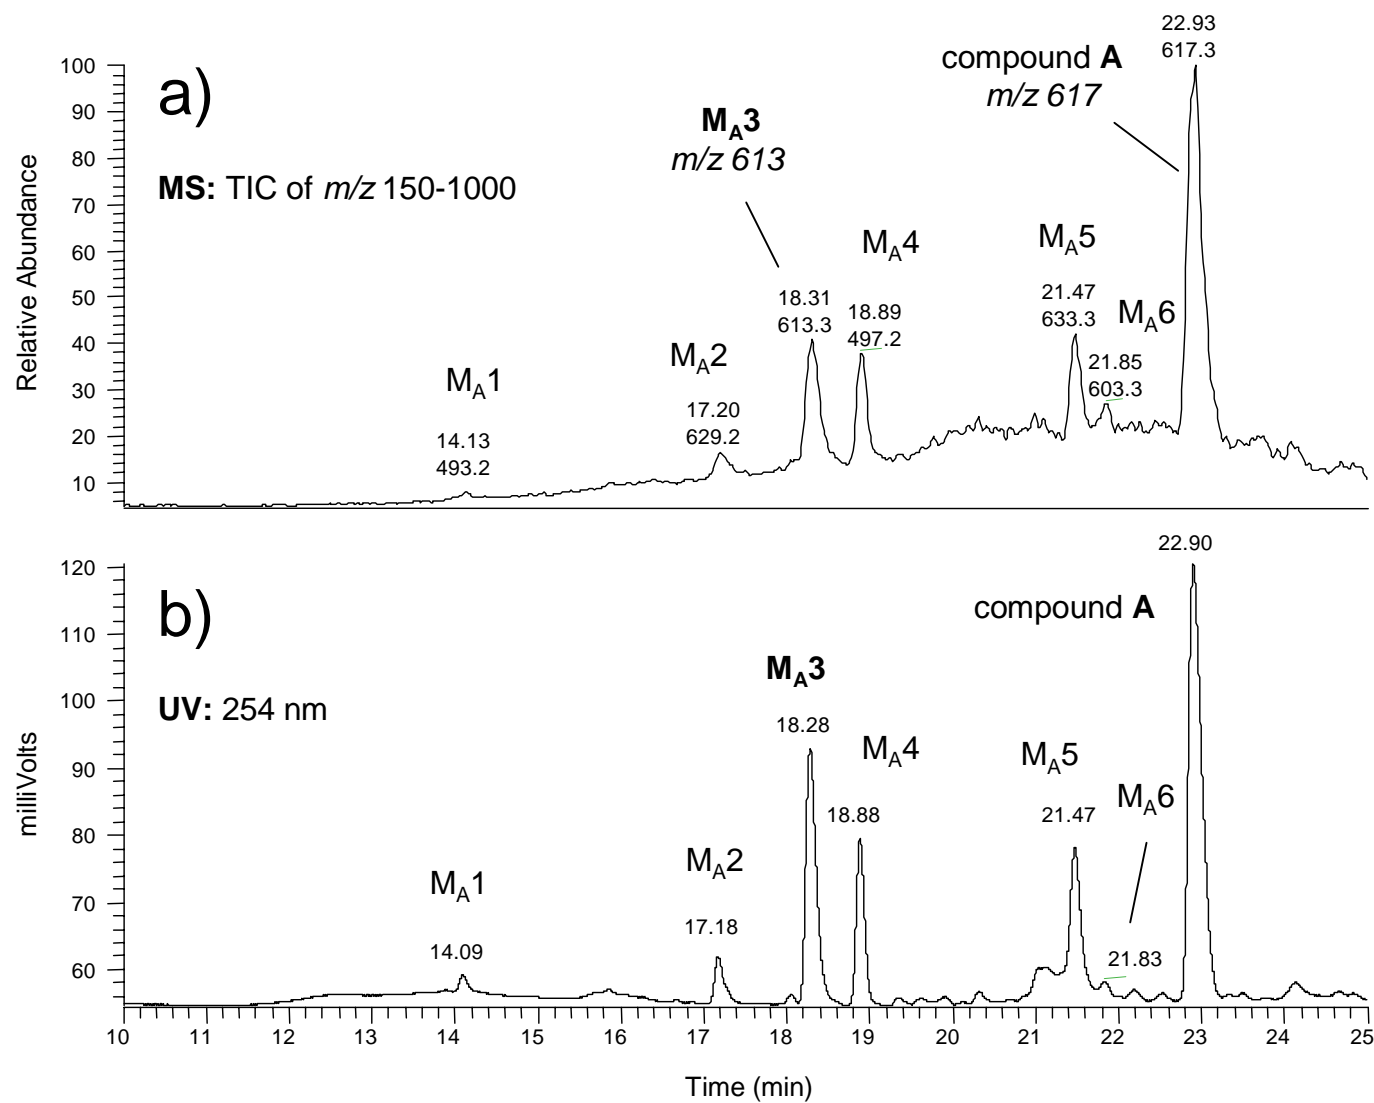 a)
MS: TIC of m/z 150-1000
Relative Abundance
100
90
80
70
60
50
40
30
20
10
M_A1
14.13
493.2
M_A2
17.20
629.2
M_A3
m/z 613
18.31
613.3
M_A4
18.89
497.2
M_A5
21.47
633.3
M_A6
21.85
603.3
compound A
m/z 617
22.93
617.3
b)
UV: 254 nm
milliVolts
120
110
100
90
80
70
60
M_A1
14.09
M_A2
17.18
M_A3
18.28
M_A4
18.88
M_A5
21.47
M_A6
21.83
compound A
22.90
10 11 12 13 14 15 16 17 18 19 20 21 22 23 24 25
Time (min)